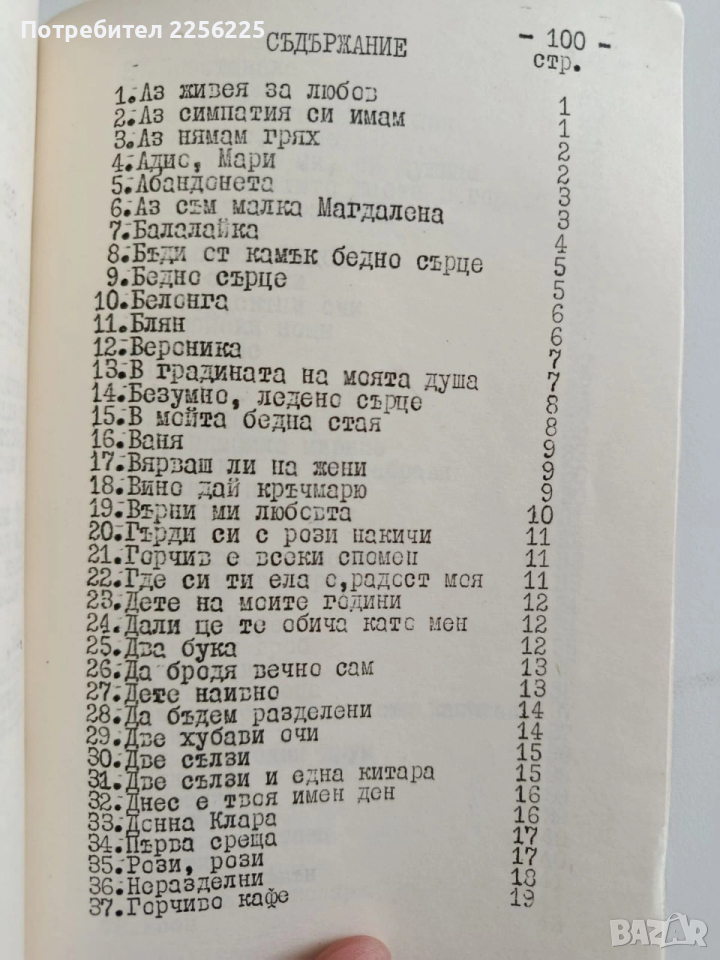 Потребител 2256225
СЪДЪРЖАНИЕ - 100 -
стр.
1. Аз живея за любов 1
2. Аз симпатия си имам 1
3. Аз нямам грях 2
4. Адио, Мари 2
5. Абандонета 3
6. Аз съм малка Магдалена 3
7. Балалайка 4
8. Бъди от камък бедно сърце 5
9. Бедно сърце 5
10. Белонга 6
11. Блян 6
12. Вероника 7
13. В градината на моята душа 7
14. Безумно, ледено сърце 8
15. В мойта бедна стая 8
16. Ваня 9
17. Вярваш ли на жени 9
18. Вино дай кръчмарю 9
19. Върни ми любовта 10
20. Гърди си с рози накичи 11
21. Горчив е всеки спомен 11
22. Где си ти ела о,радост моя 11
23. Дете на моите години 12
24. Дали ще те обича като мен 12
25. Два бука 12
26. Да бродя вечно сам 13
27. Дете наивно 13
28. Да бъдем разделени 14
29. Две хубави очи 14
30. Две сълзи 15
31. Две сълзи и една китара 15
32. Днес е твоя имен ден 16
33. Донна Клара 16
34. Първа среща 17
35. Рози, рози 17
36. Неразделни 18
37. Горчиво кафе 19
BAZAR